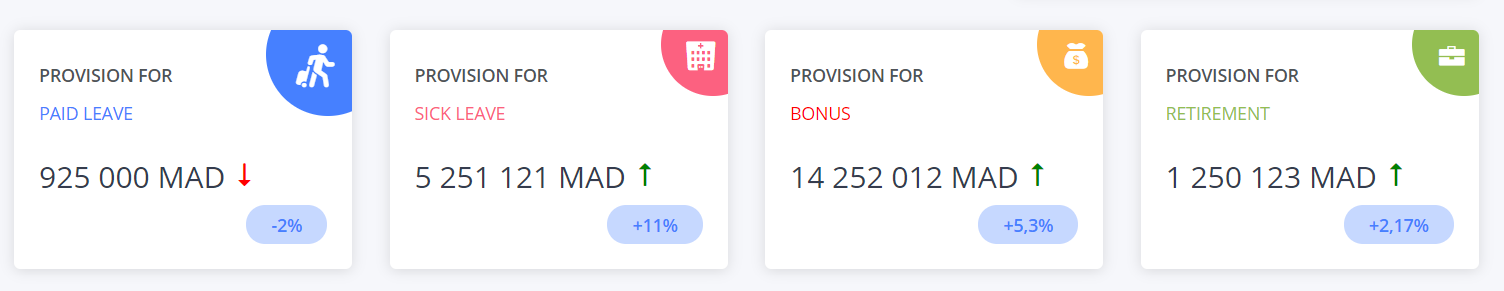 PROVISION FOR
PAID LEAVE
925 000 MAD ↓
-2%
PROVISION FOR
SICK LEAVE
5 251 121 MAD ↑
+11%
PROVISION FOR
BONUS
14 252 012 MAD ↑
+5,3%
$
PROVISION FOR
RETIREMENT
1 250 123 MAD ↑
+2,17%